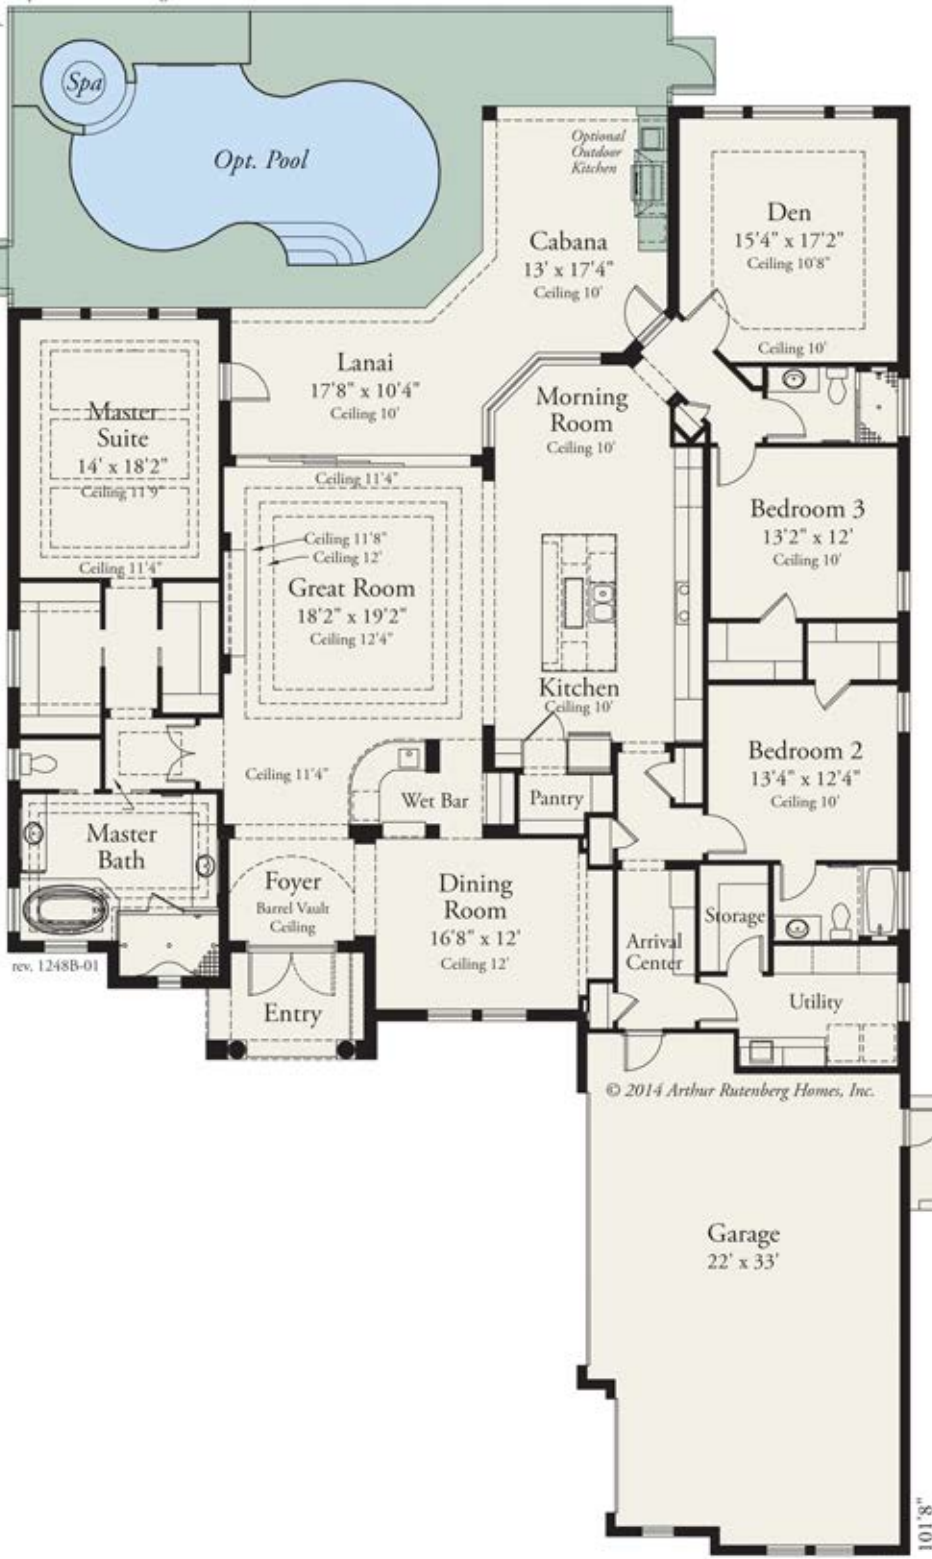 Spa
Opt. Pool
Optional
Outdoor
Kitchen
Cabana
13' x 17'4"
Ceiling 10'
Den
15'4" x 17'2"
Ceiling 10'8"
Ceiling 10'
Lanai
17'8" x 10'4"
Ceiling 10'
Morning
Room
Ceiling 10'
Master
Suite
14' x 18'2"
Ceiling 11'9"
Ceiling 11'4"
Ceiling 11'4"
Ceiling 11'8"
Ceiling 12'
Great Room
18'2" x 19'2"
Ceiling 12'4"
Bedroom 3
13'2" x 12'
Ceiling 10'
Kitchen
Ceiling 10'
Ceiling 11'4"
Wet Bar
Pantry
Bedroom 2
13'4" x 12'4"
Ceiling 10'
Master
Bath
Foyer
Barrel Vault
Ceiling
Dining
Room
16'8" x 12'
Ceiling 12'
Storage
Arrival
Center
rev. 1248B-01
Entry
Utility
© 2014 Arthur Rutenberg Homes, Inc.
Garage
22' x 33'
101'8"